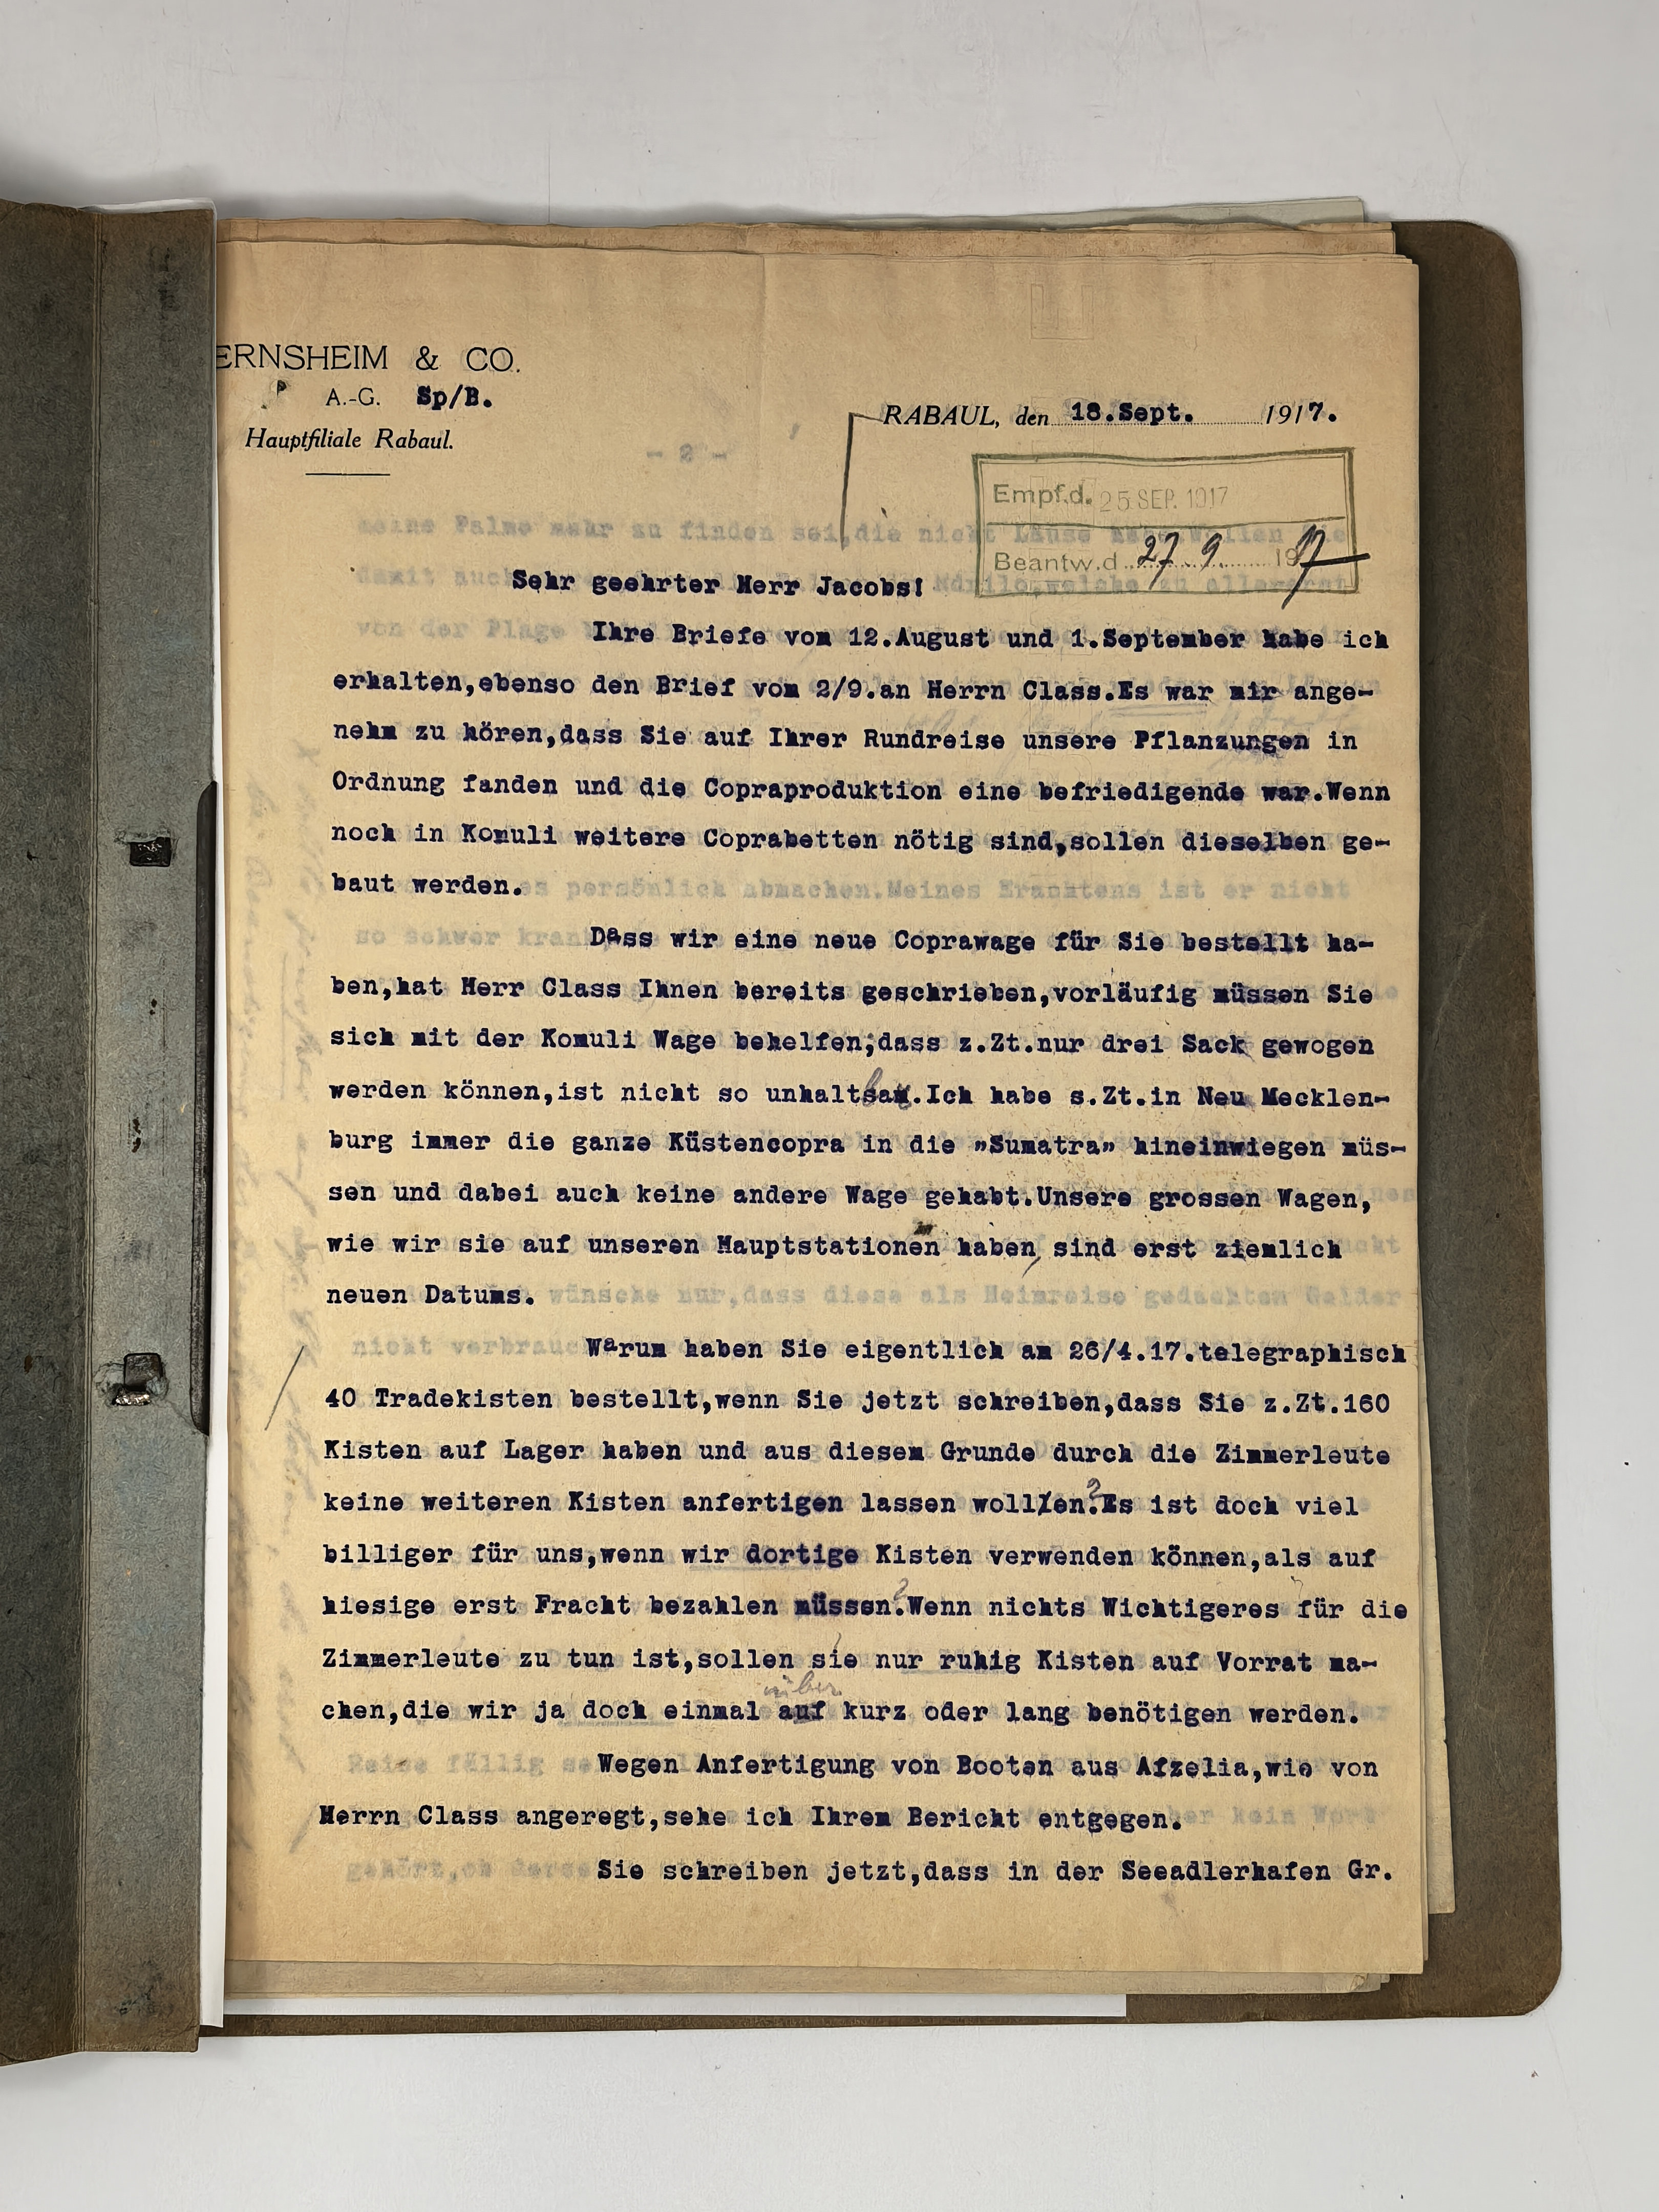 ERNSHEIM & CO.
A.-G. Sp/B.
Hauptfiliale Rabaul.
RABAUL, den 18.Sept. 1917.
- 2 -
Empf.d. 25 SEP. 1917
Beantw.d. 27. 9. 1917
Sehr geehrter Herr Jacobs!
Ihre Briefe vom 12.August und 1.September habe ich
erhalten,ebenso den Brief vom 2/9.an Herrn Class.Es war mir ange-
nehm zu hören,dass Sie auf Ihrer Rundreise unsere Pflanzungen in
Ordnung fanden und die Copraproduktion eine befriedigende war.Wenn
noch in Komuli weitere Coprabetten nötig sind,sollen dieselben ge-
baut werden.
Dass wir eine neue Coprawage für Sie bestellt ha-
ben,hat Herr Class Ihnen bereits geschrieben,vorläufig müssen Sie
sich mit der Komuli Wage behelfen;dass z.Zt.nur drei Sack gewogen
werden können,ist nicht so unhaltbar.Ich habe s.Zt.in Neu Mecklen-
burg immer die ganze Küstencopra in die „Sumatra" hineinwiegen müs-
sen und dabei auch keine andere Wage gehabt.Unsere grossen Wagen,
wie wir sie auf unseren Hauptstationen haben, sind erst ziemlich
neuen Datums.
Warum haben Sie eigentlich am 26/4.17.telegraphisch
40 Tradekisten bestellt,wenn Sie jetzt schreiben,dass Sie z.Zt.160
Kisten auf Lager haben und aus diesem Grunde durch die Zimmerleute
keine weiteren Kisten anfertigen lassen wollen?Es ist doch viel
billiger für uns,wenn wir dortige Kisten verwenden können,als auf
hiesige erst Fracht bezahlen müssen?Wenn nichts Wichtigeres für die
Zimmerleute zu tun ist,sollen sie nur ruhig Kisten auf Vorrat ma-
über
chen,die wir ja doch einmal auf kurz oder lang benötigen werden.
Wegen Anfertigung von Booten aus Afzelia,wie von
Herrn Class angeregt,sehe ich Ihrem Bericht entgegen.
Sie schreiben jetzt,dass in der Seeadlerhafen Gr.